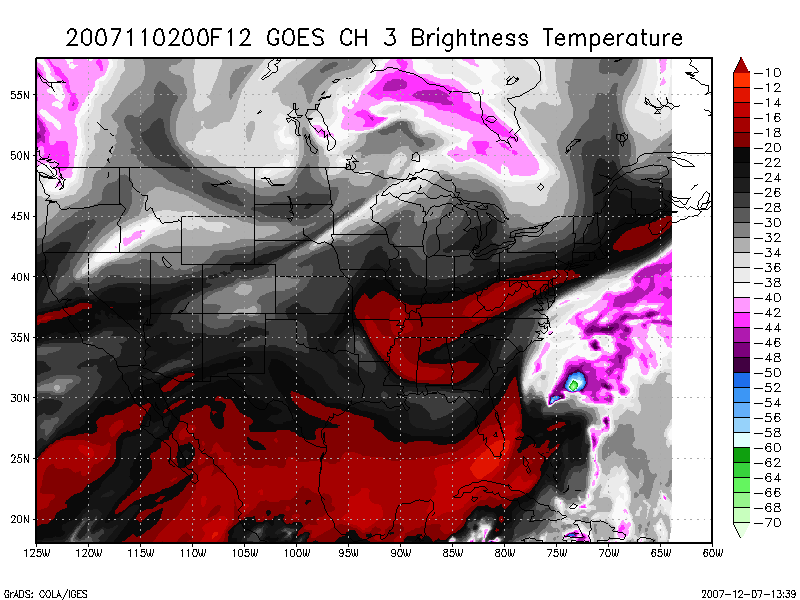 2007110200F12 GOES CH 3 Brightness Temperature
55N
50N
45N
40N
35N
30N
25N
20N
125W 120W 115W 110W 105W 100W 95W 90W 85W 80W 75W 70W 65W 60W
-10
-12
-14
-16
-18
-20
-22
-24
-26
-28
-30
-32
-34
-36
-38
-40
-42
-44
-46
-48
-50
-52
-54
-56
-58
-60
-62
-64
-66
-68
-70
GrADS: COLA/IGES
2007-12-07-13:39